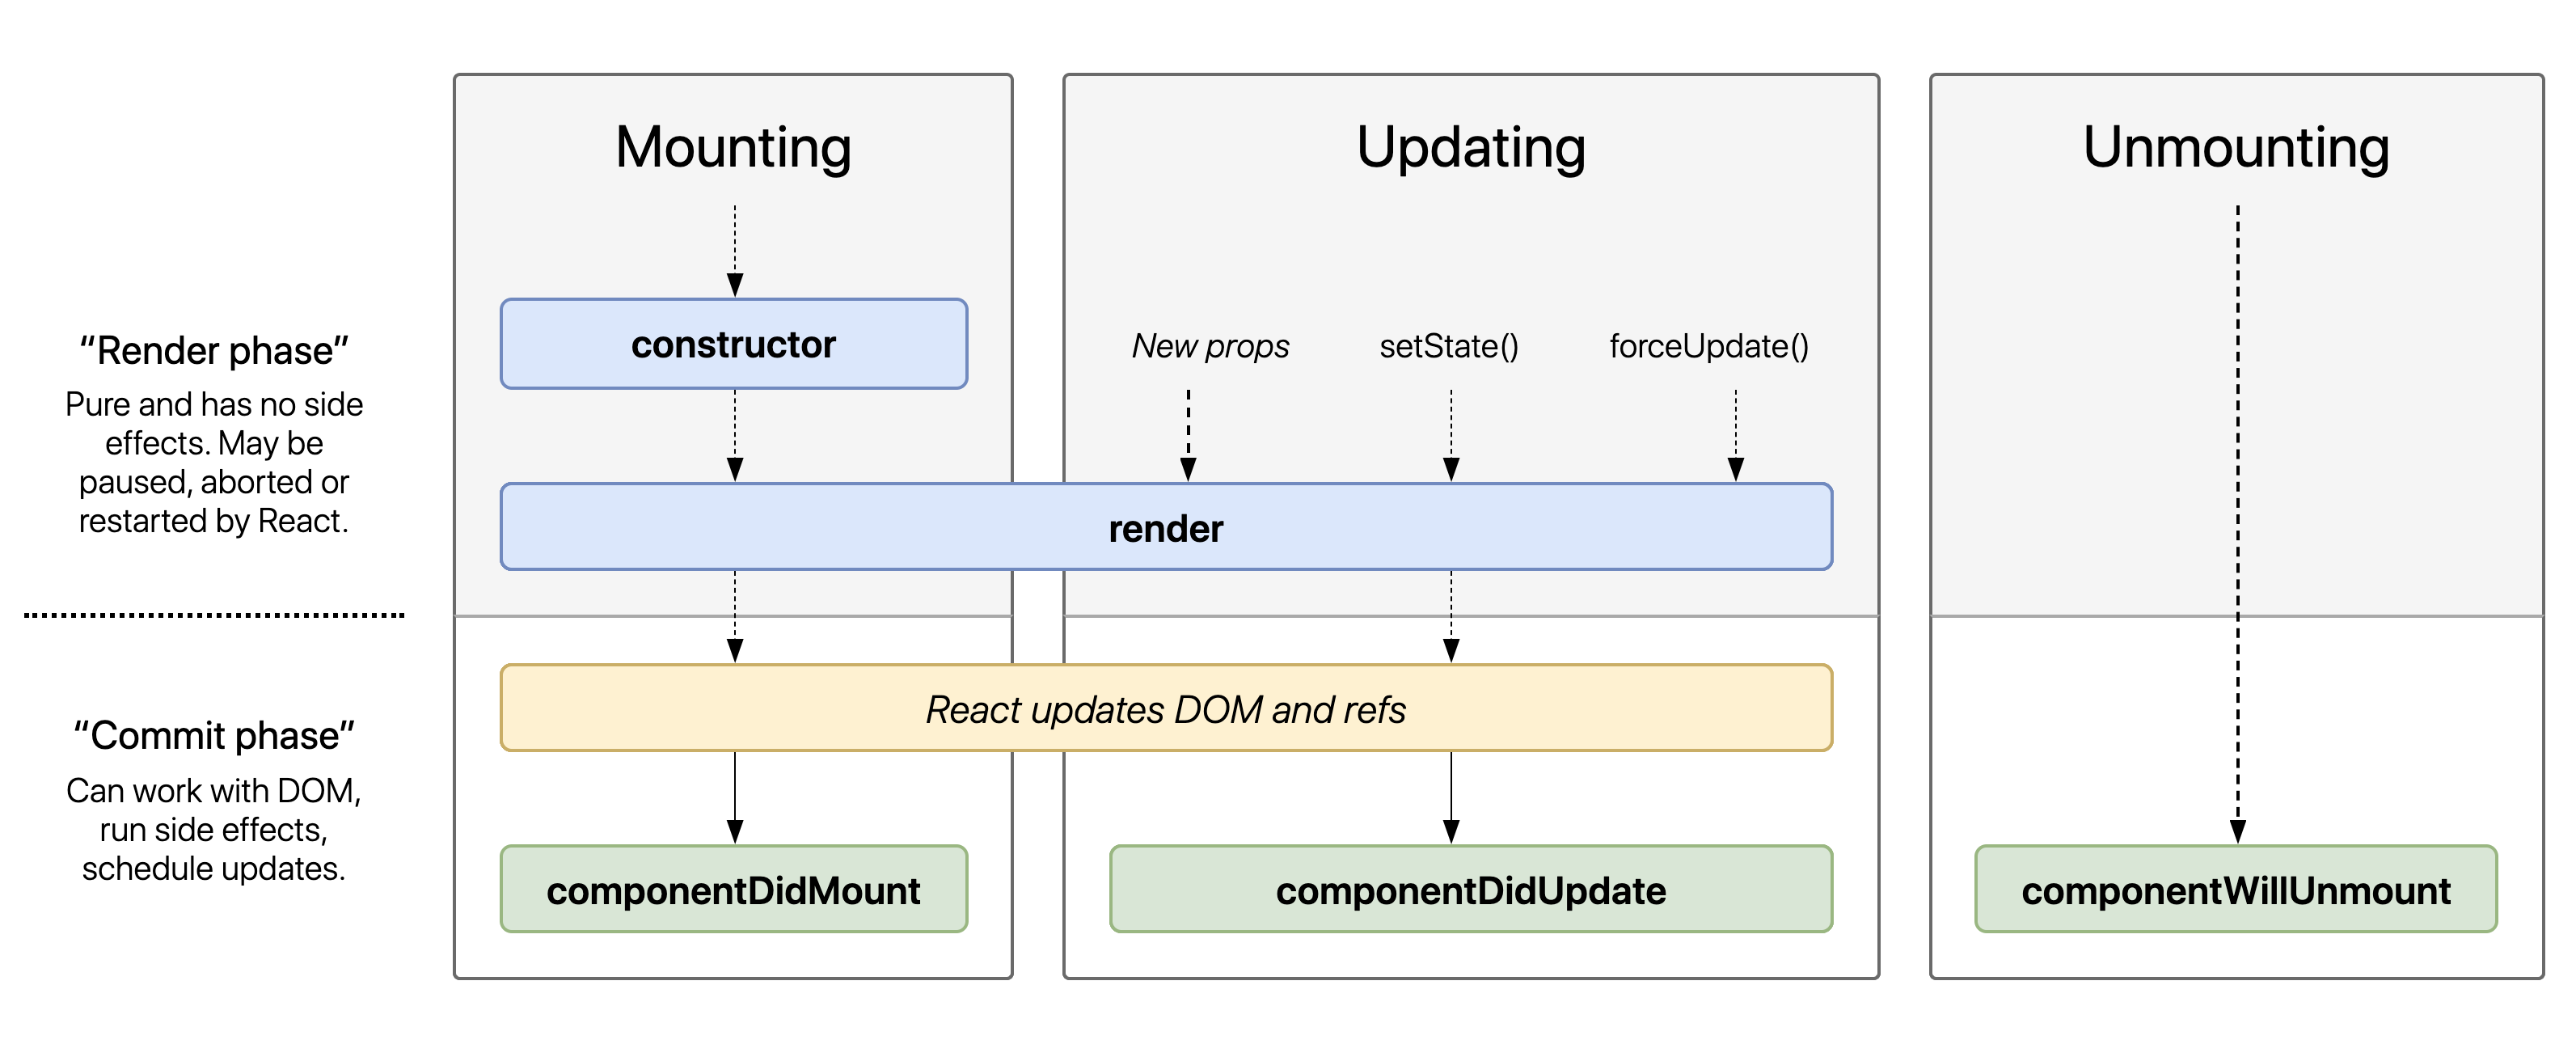 Mounting
Updating
Unmounting
“Render phase”
Pure and has no side
effects. May be
paused, aborted or
restarted by React.
constructor
New props
setState()
forceUpdate()
render
“Commit phase”
Can work with DOM,
run side effects,
schedule updates.
React updates DOM and refs
componentDidMount
componentDidUpdate
componentWillUnmount